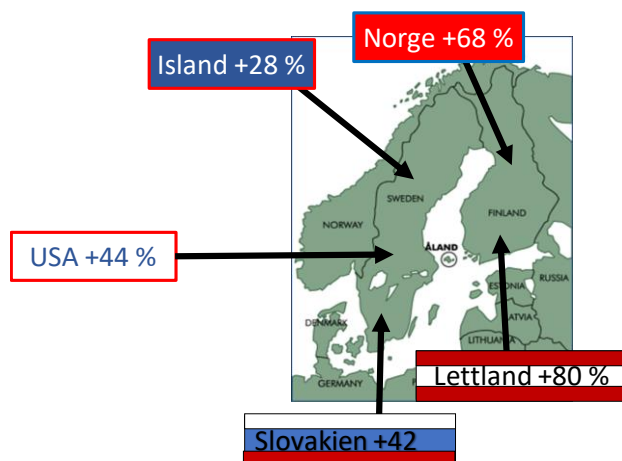 Norge +68 %
Island +28 %
SWEDEN
NORWAY
FINLAND
ÅLAND
USA +44 %
RUSSIA
ESTONIA
LATVIA
DENMARK
LITHUANIA
GERMANY
Lettland +80 %
Slovakien +42